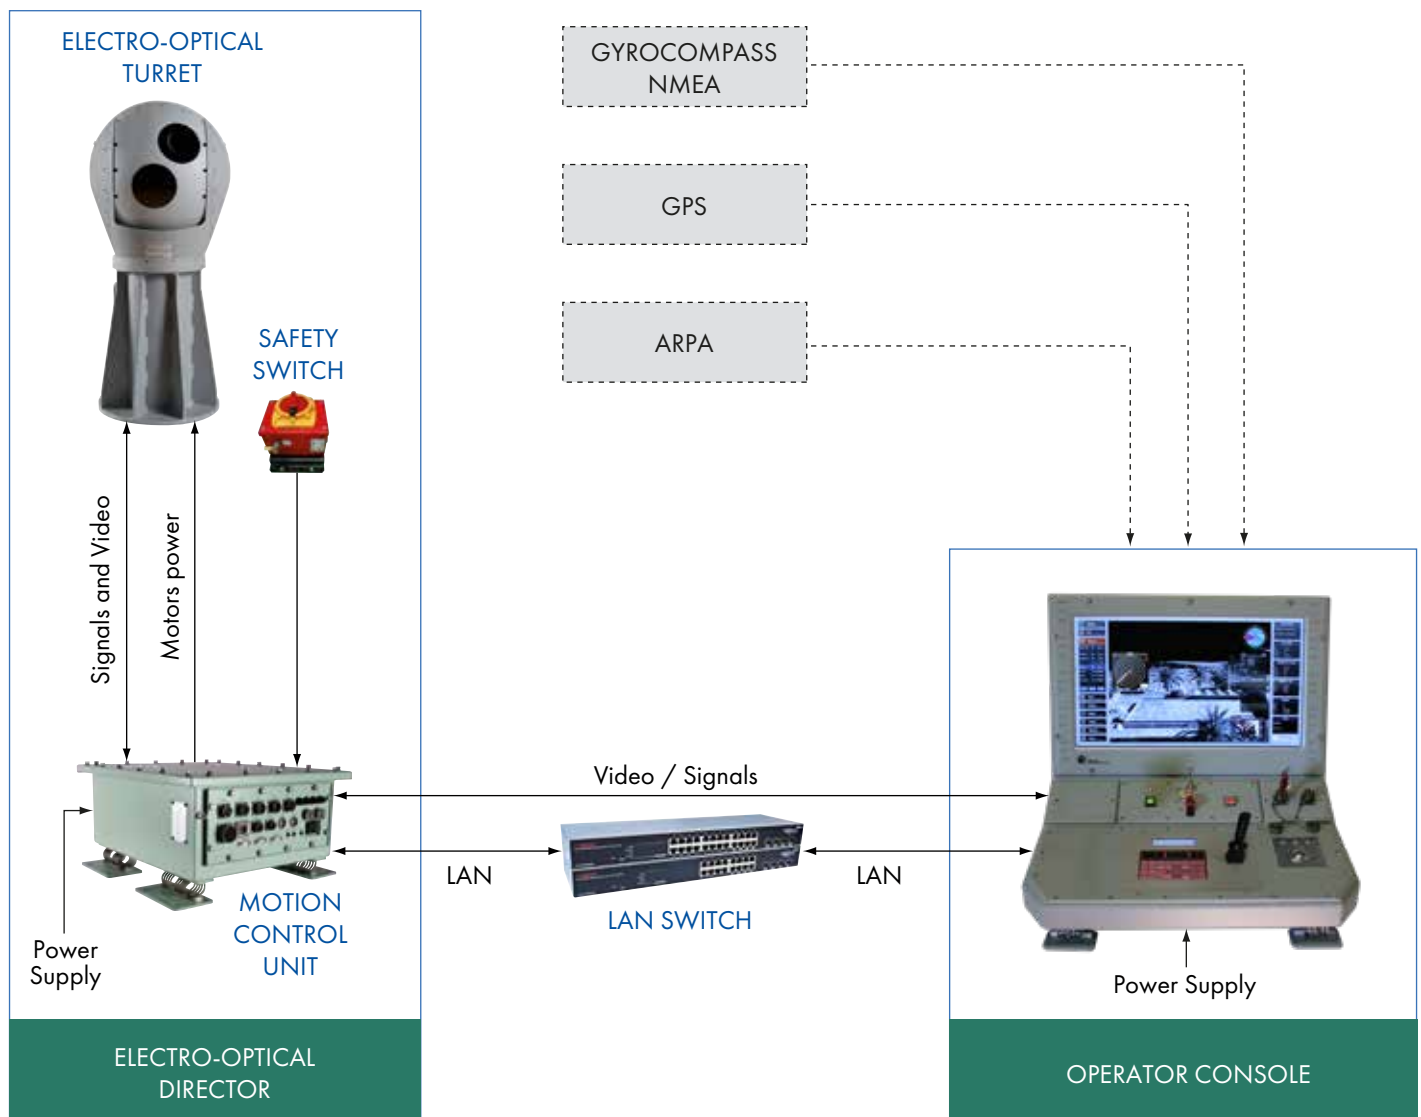 ELECTRO-OPTICAL
TURRET
GYROCOMPASS
NMEA
GPS
ARPA
SAFETY
SWITCH
Signals and Video
Motors power
Video / Signals
LAN
LAN
LAN SWITCH
MOTION
CONTROL
UNIT
Power
Supply
Power Supply
ELECTRO-OPTICAL
DIRECTOR
OPERATOR CONSOLE